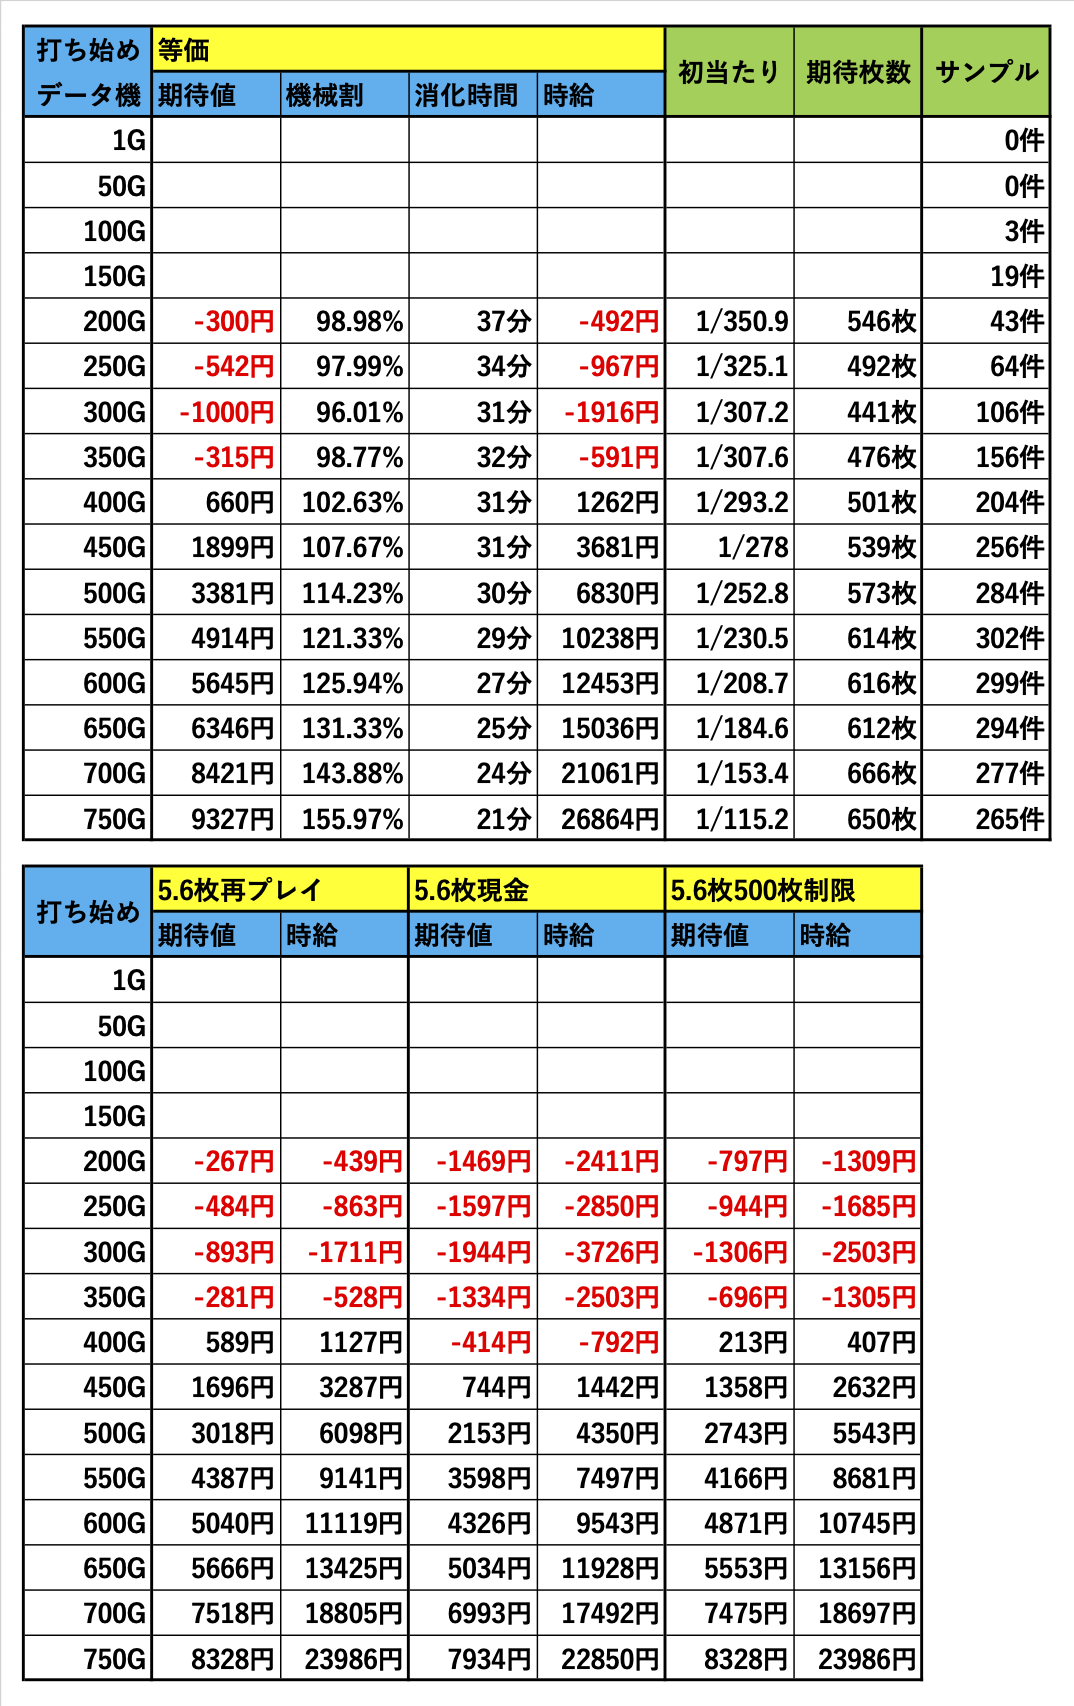 打ち始め 等価 初当たり 期待枚数 サンプル
データ機 期待値 機械割 消化時間 時給
1G 0件
50G 0件
100G 3件
150G 19件
200G -300円 98.98% 37分 -492円 1/350.9 546枚 43件
250G -542円 97.99% 34分 -967円 1/325.1 492枚 64件
300G -1000円 96.01% 31分 -1916円 1/307.2 441枚 106件
350G -315円 98.77% 32分 -591円 1/307.6 476枚 156件
400G 660円 102.63% 31分 1262円 1/293.2 501枚 204件
450G 1899円 107.67% 31分 3681円 1/278 539枚 256件
500G 3381円 114.23% 30分 6830円 1/252.8 573枚 284件
550G 4914円 121.33% 29分 10238円 1/230.5 614枚 302件
600G 5645円 125.94% 27分 12453円 1/208.7 616枚 299件
650G 6346円 131.33% 25分 15036円 1/184.6 612枚 294件
700G 8421円 143.88% 24分 21061円 1/153.4 666枚 277件
750G 9327円 155.97% 21分 26864円 1/115.2 650枚 265件
打ち始め 5.6枚再プレイ 5.6枚現金 5.6枚500枚制限
期待値 時給 期待値 時給 期待値 時給
1G
50G
100G
150G
200G -267円 -439円 -1469円 -2411円 -797円 -1309円
250G -484円 -863円 -1597円 -2850円 -944円 -1685円
300G -893円 -1711円 -1944円 -3726円 -1306円 -2503円
350G -281円 -528円 -1334円 -2503円 -696円 -1305円
400G 589円 1127円 -414円 -792円 213円 407円
450G 1696円 3287円 744円 1442円 1358円 2632円
500G 3018円 6098円 2153円 4350円 2743円 5543円
550G 4387円 9141円 3598円 7497円 4166円 8681円
600G 5040円 11119円 4326円 9543円 4871円 10745円
650G 5666円 13425円 5034円 11928円 5553円 13156円
700G 7518円 18805円 6993円 17492円 7475円 18697円
750G 8328円 23986円 7934円 22850円 8328円 23986円